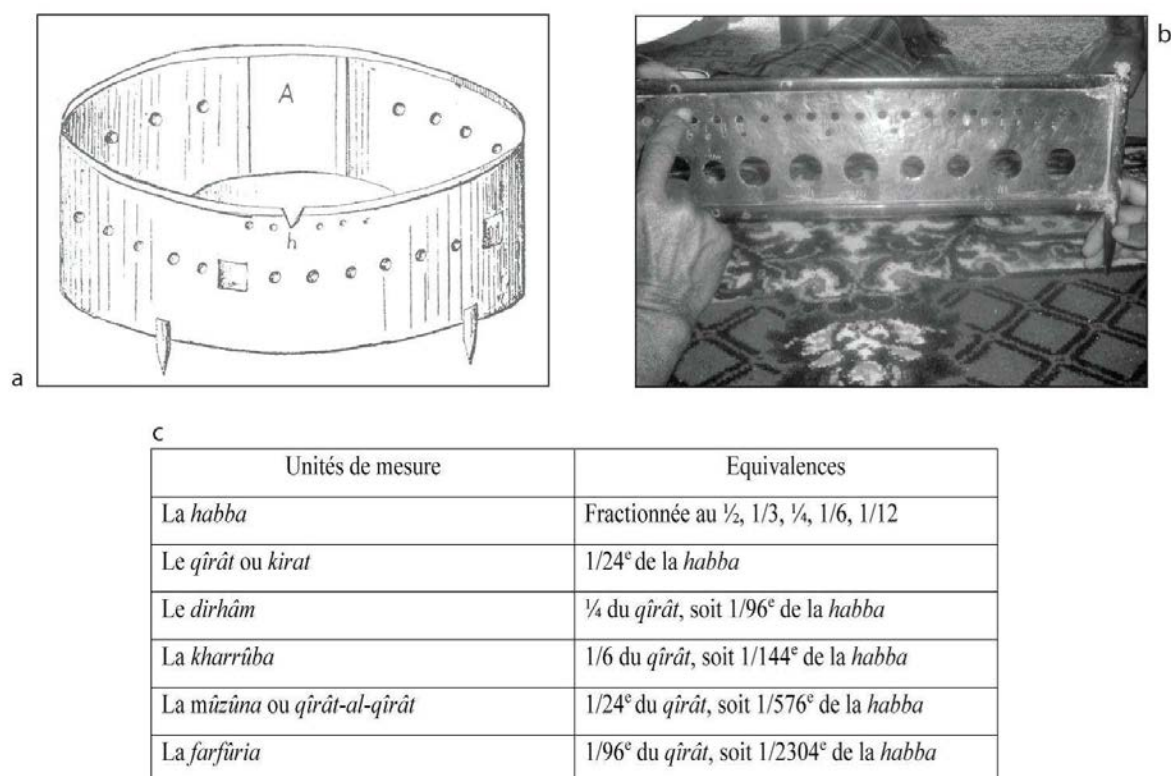 A
h
m
a
b
c
Unités de mesure Equivalences
La habba Fractionnée au ½, 1/3, ¼, 1/6, 1/12
Le qîrât ou kirat 1/24e de la habba
Le dirhâm ¼ du qîrât, soit 1/96e de la habba
La kharrûba 1/6 du qîrât, soit 1/144e de la habba
La mûzûna ou qîrât-al-qîrât 1/24e du qîrât, soit 1/576e de la habba
La farfûria 1/96e du qîrât, soit 1/2304e de la habba